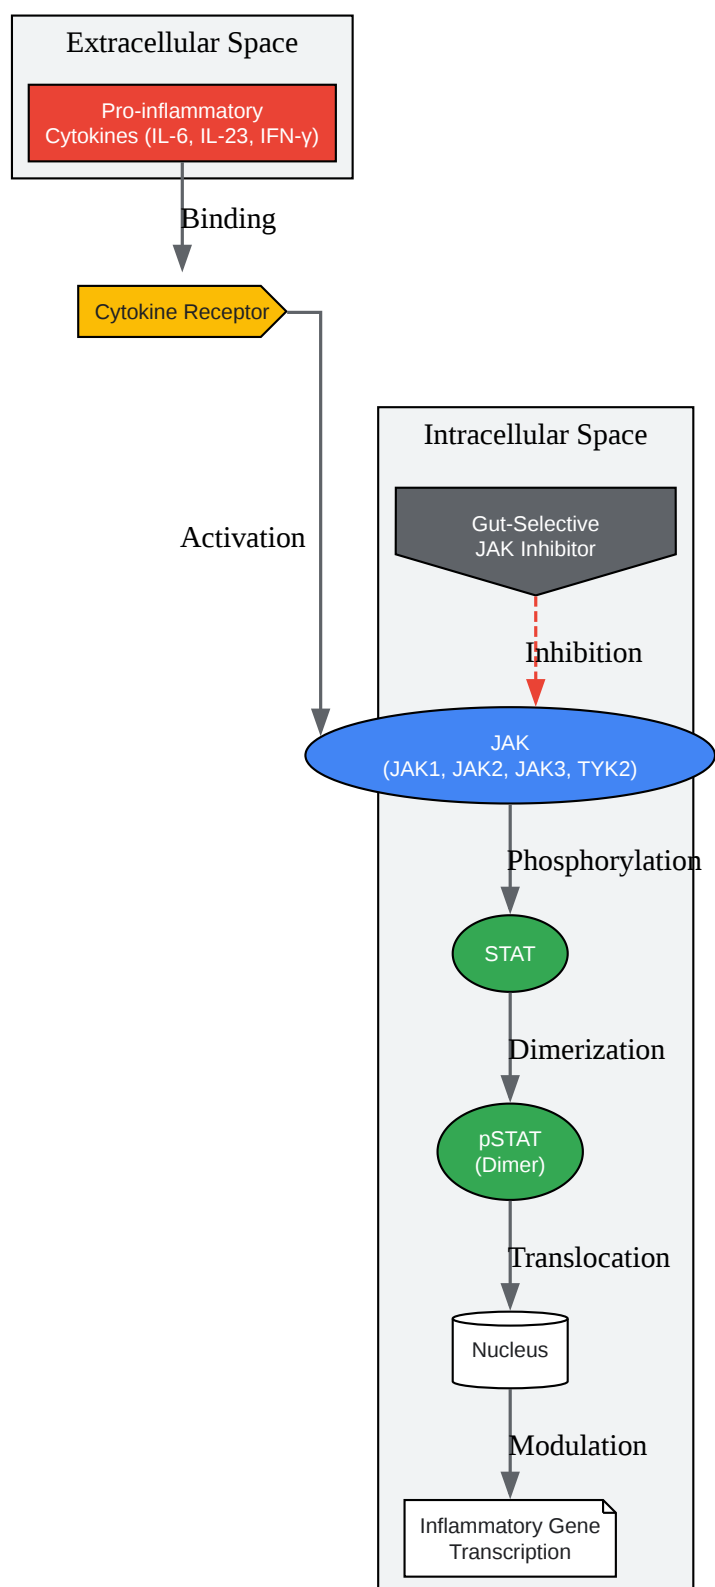 Extracellular Space
Pro-inflammatory
Cytokines (IL-6, IL-23, IFN-γ)
Binding
Cytokine Receptor
Intracellular Space
Gut-Selective
JAK Inhibitor
Activation
Inhibition
JAK
(JAK1, JAK2, JAK3, TYK2)
Phosphorylation
STAT
Dimerization
pSTAT
(Dimer)
Translocation
Nucleus
Modulation
Inflammatory Gene
Transcription